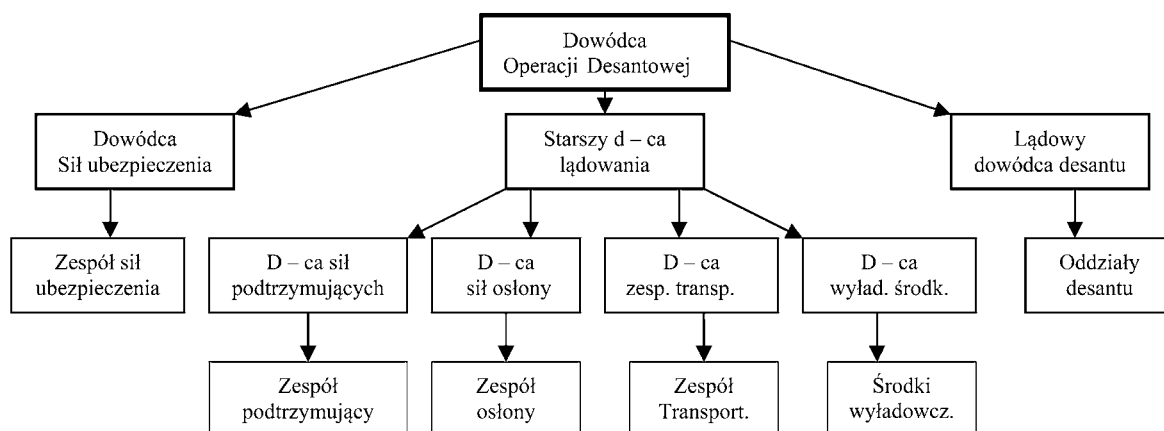 Dowódca
Operacji Desantowej
Dowódca
Sił ubezpieczenia
Starszy d – ca
lądowania
Lądowy
dowódca desantu
Zespół sił
ubezpieczenia
D – ca sił
podtrzymujących
D – ca
sił osłony
D – ca
zesp. transp.
D – ca
wyład. środk.
Oddziały
desantu
Zespół
podtrzymujący
Zespół
osłony
Zespół
Transport.
Środki
wyładowcz.